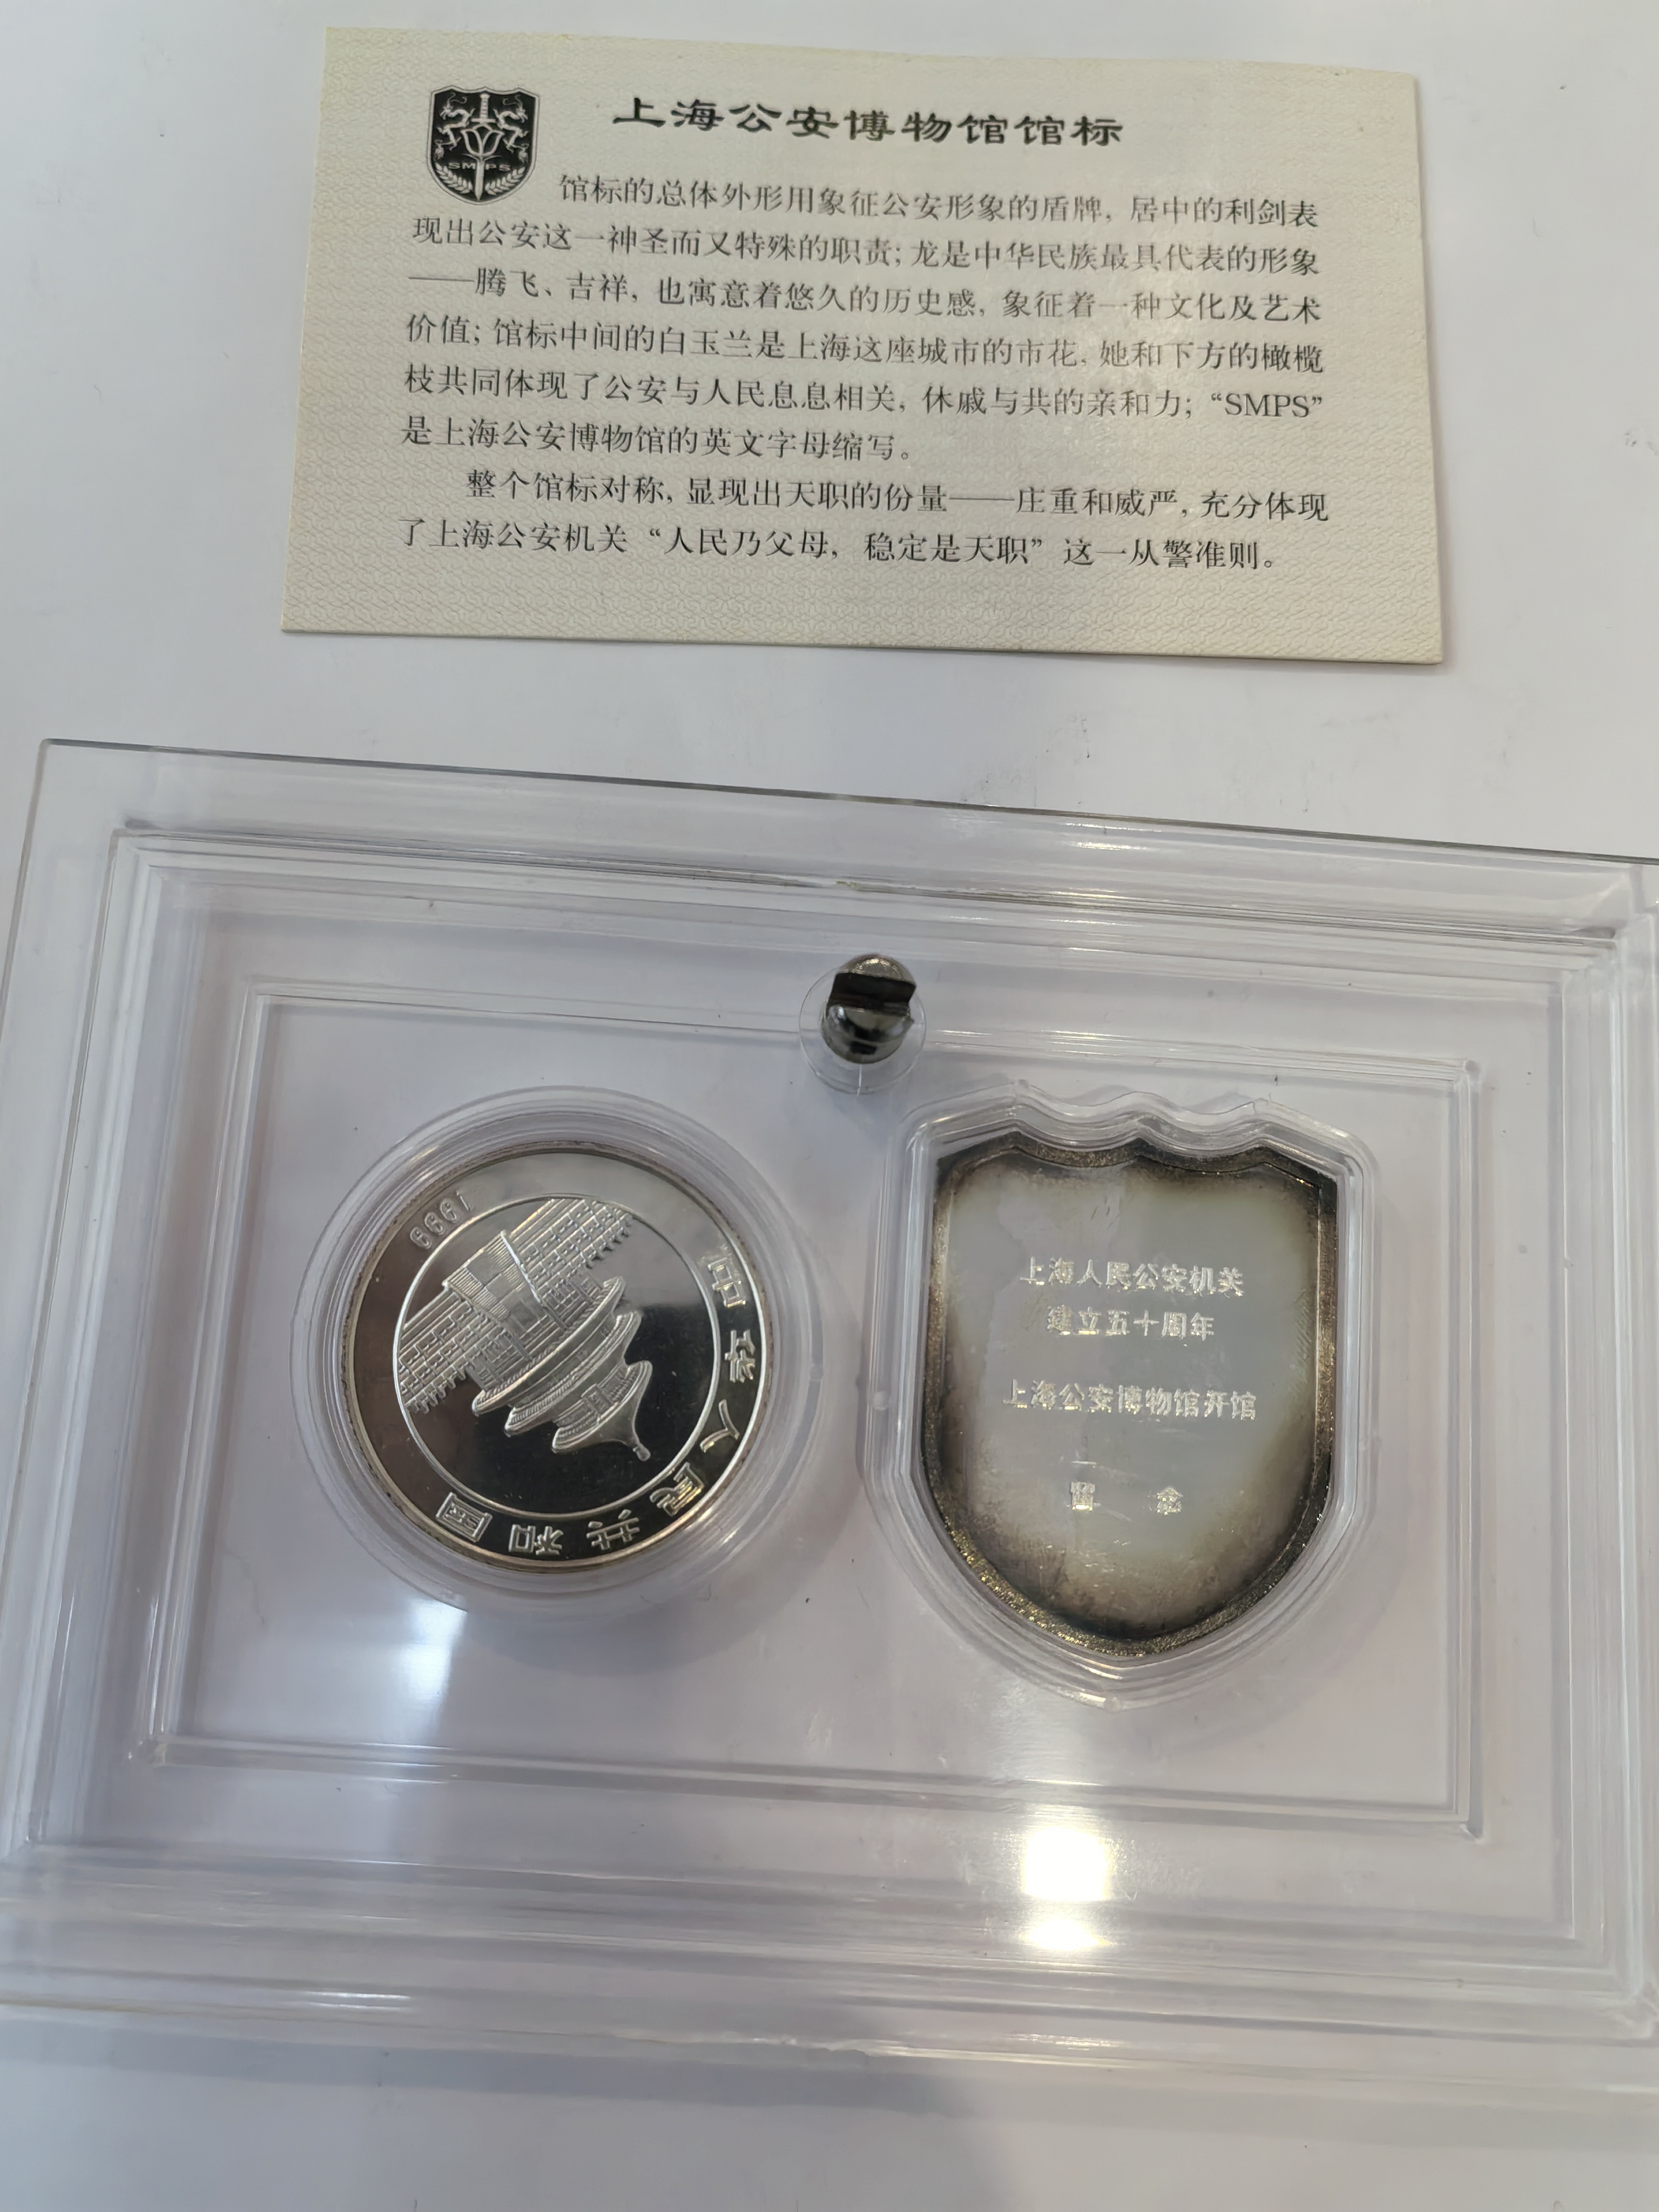 上海公安博物馆馆标
SMPS
馆标的总体外形用象征公安形象的盾牌，居中的利剑表
现出公安这一神圣而又特殊的职责；龙是中华民族最具代表的形象
——腾飞、吉祥，也寓意着悠久的历史感，象征着一种文化及艺术
价值；馆标中间的白玉兰是上海这座城市的市花，她和下方的橄榄
枝共同体现了公安与人民息息相关，休戚与共的亲和力；“SMPS”
是上海公安博物馆的英文字母缩写。
整个馆标对称，显现出天职的份量——庄重和威严，充分体现
了上海公安机关“人民乃父母，稳定是天职”这一从警准则。
中华人民共和国
1999
上海人民公安机关
建立五十周年
上海公安博物馆开馆
留 念